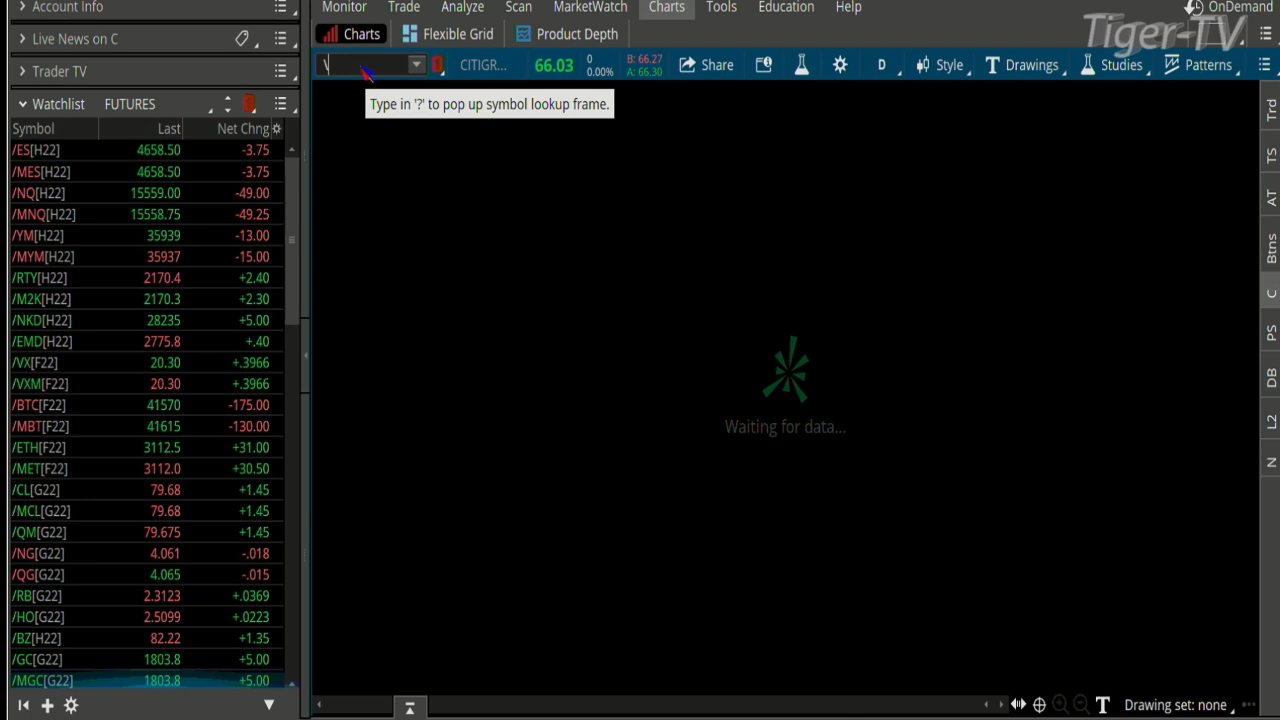 Account Info
Monitor Trade Analyze Scan MarketWatch Charts Tools Education Help OnDemand
Tiger-TV
Live News on C
Charts Flexible Grid Product Depth
Trader TV
\ CITIGR... 66.03 0 0.00% B: 66.27 A: 66.30 Share D Style Drawings Studies Patterns
Type in '?' to pop up symbol lookup frame.
Watchlist FUTURES
Symbol Last Net Chng
/ES[H22] 4658.50 -3.75
/MES[H22] 4658.50 -3.75
/NQ[H22] 15559.00 -49.00
/MNQ[H22] 15558.75 -49.25
/YM[H22] 35939 -13.00
/MYM[H22] 35937 -15.00
/RTY[H22] 2170.4 +2.40
/M2K[H22] 2170.3 +2.30
/NKD[H22] 28235 +5.00
/EMD[H22] 2775.8 +.40
/VX[F22] 20.30 +.3966
/VXM[F22] 20.30 +.3966
/BTC[F22] 41570 -175.00
/MBT[F22] 41615 -130.00
/ETH[F22] 3112.5 +31.00
/MET[F22] 3112.0 +30.50
/CL[G22] 79.68 +1.45
/MCL[G22] 79.68 +1.45
/QM[G22] 79.675 +1.45
/NG[G22] 4.061 -.018
/QG[G22] 4.065 -.015
/RB[G22] 2.3123 +.0369
/HO[G22] 2.5099 +.0223
/BZ[H22] 82.22 +1.35
/GC[G22] 1803.8 +5.00
/MGC[G22] 1803.8 +5.00
Waiting for data...
Trd
TS
AT
Btns
C
PS
DB
L2
N
Drawing set: none